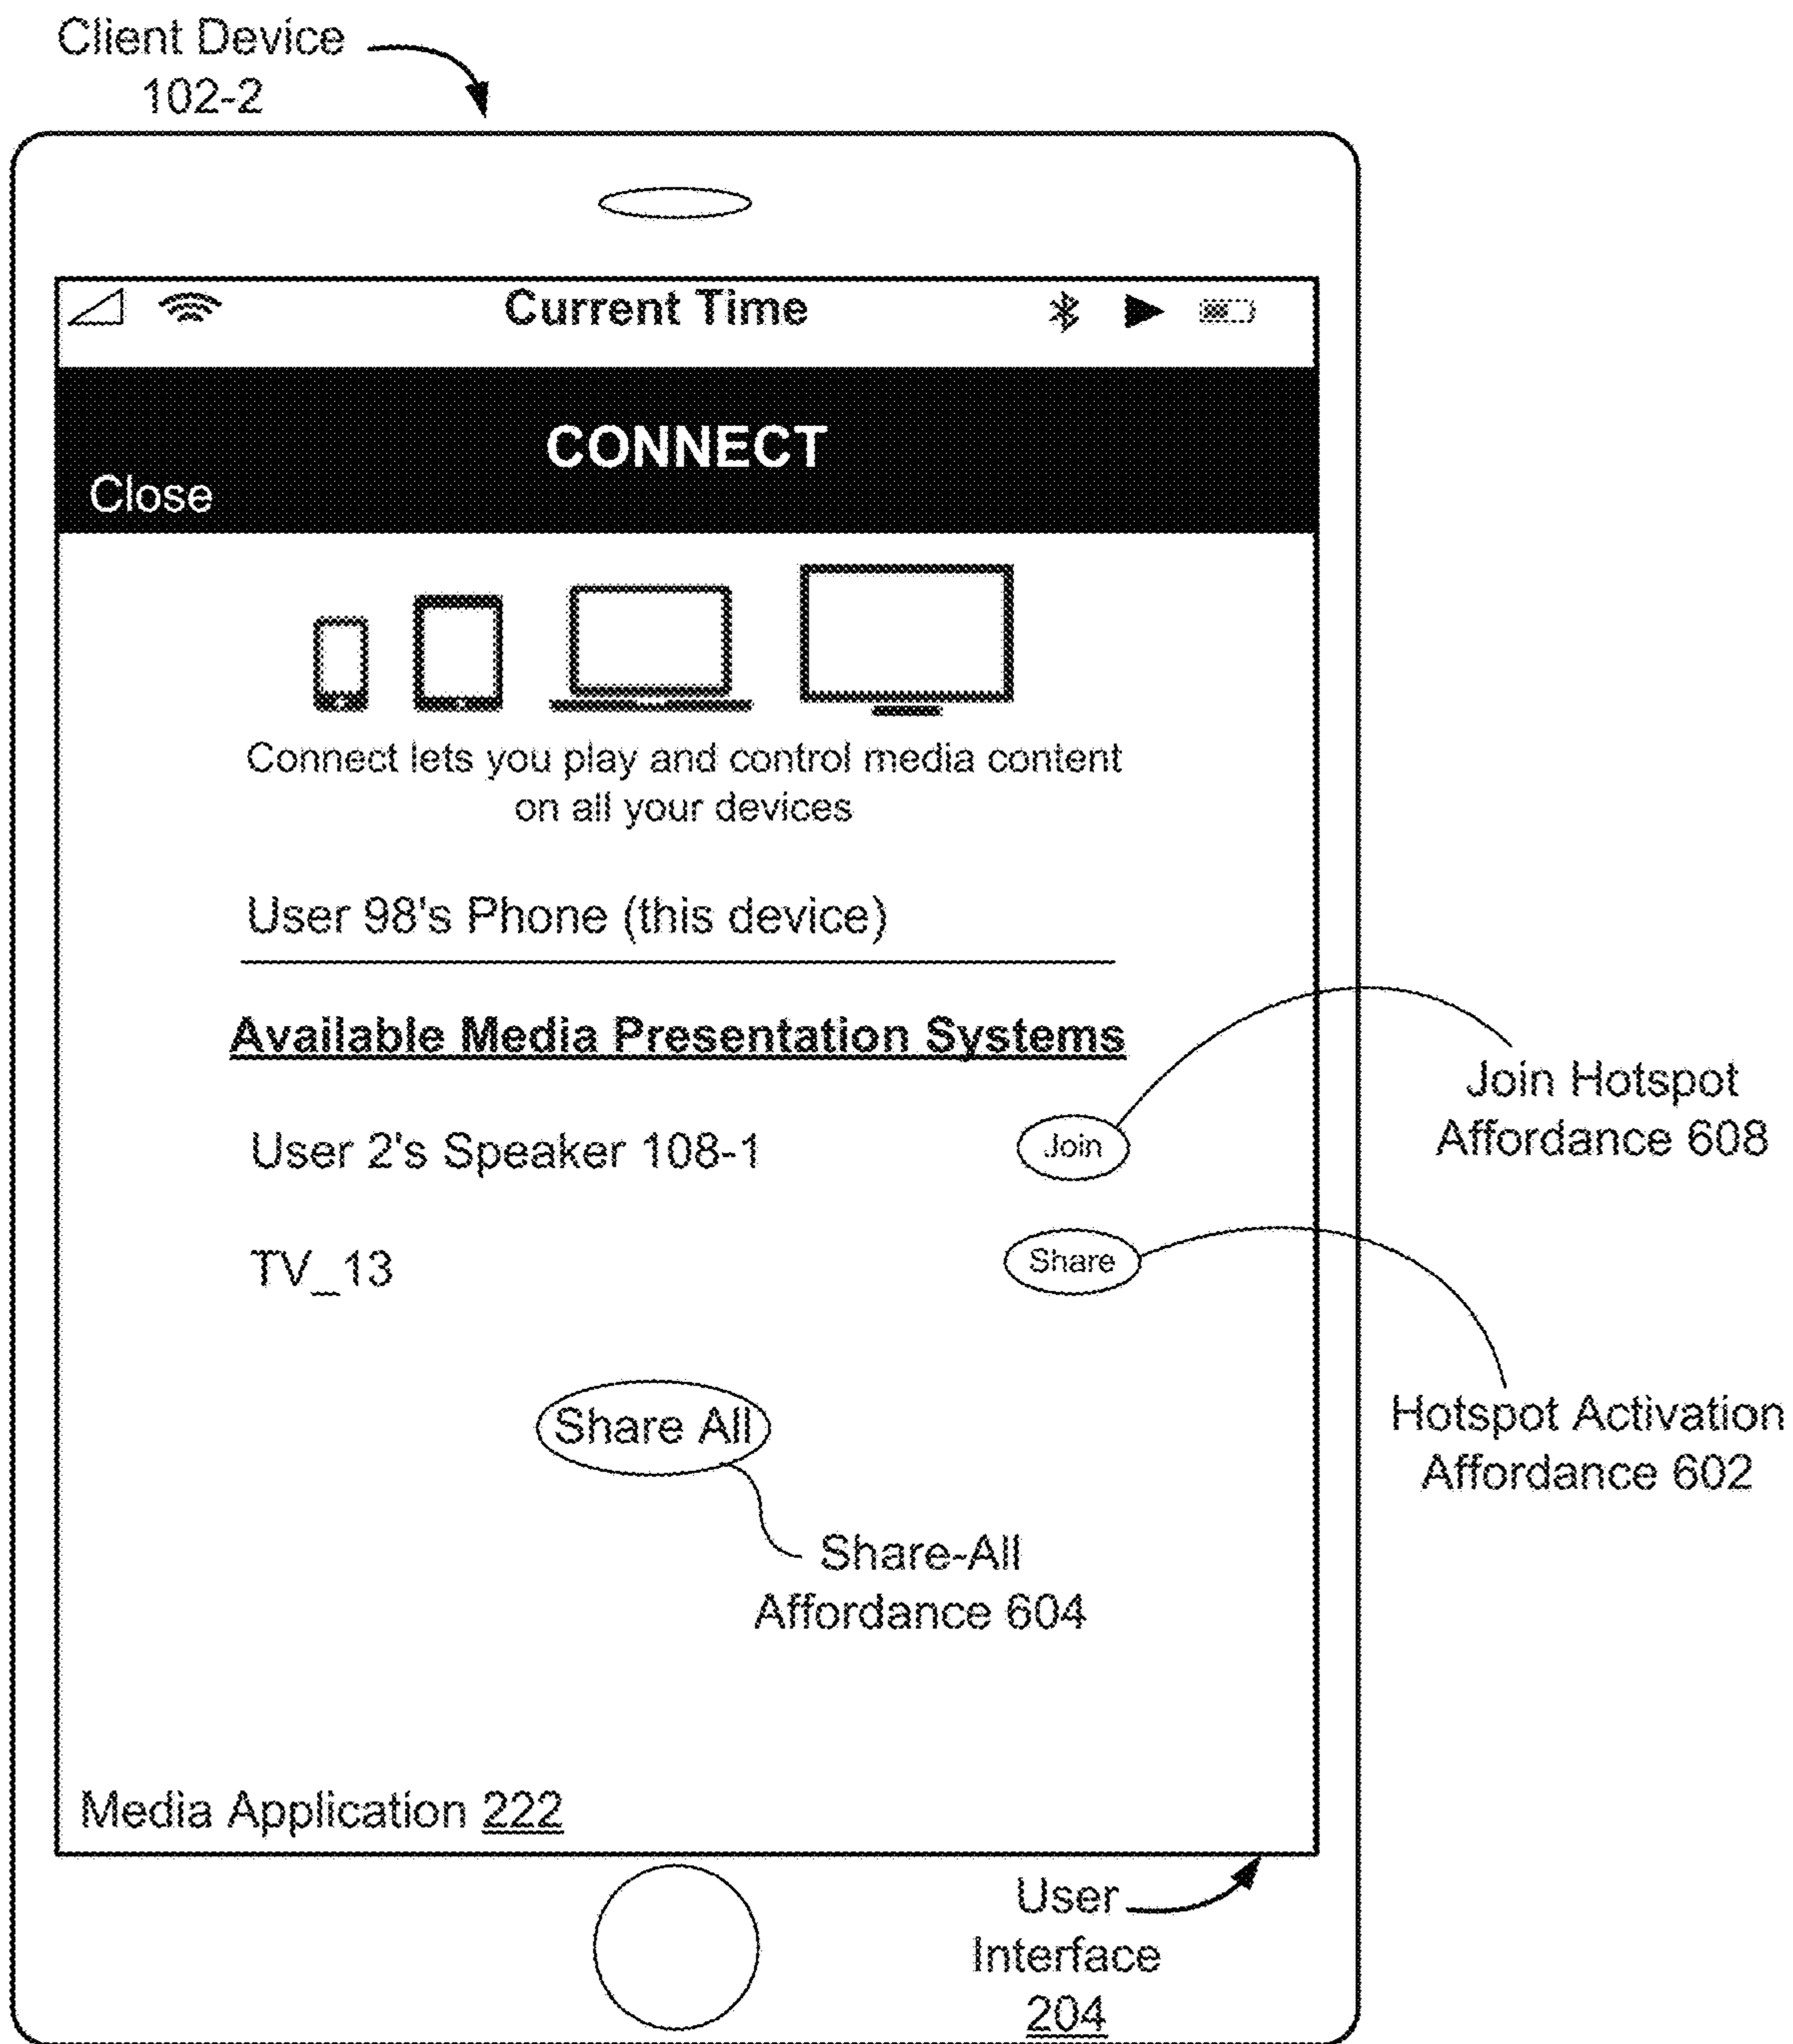 Client Device
102-2
Current Time
CONNECT
Close
Connect lets you play and control media content
on all your devices
User 98's Phone (this device)
Available Media Presentation Systems
User 2's Speaker 108-1
Join
Join Hotspot
Affordance 608
TV_13
Share
Hotspot Activation
Affordance 602
Share All
Share-All
Affordance 604
Media Application 222
User
Interface
204